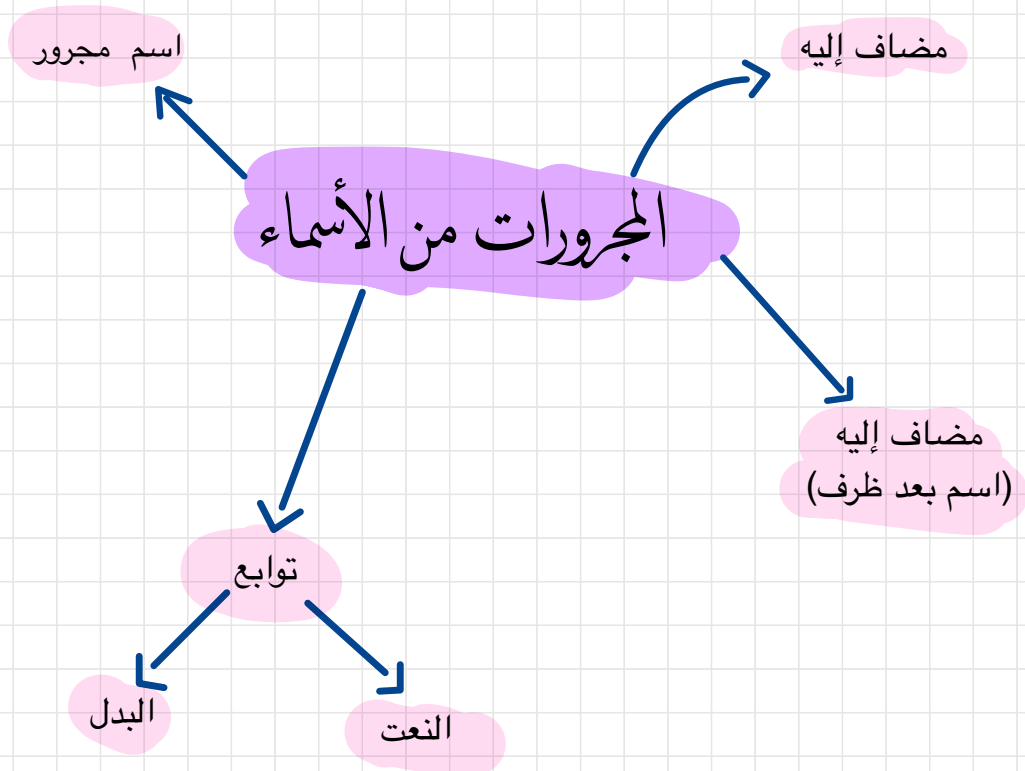 مضاف إليه
اسم مجرور
المجرورات من الأسماء
مضاف إليه
(اسم بعد ظرف)
توابع
النعت
البدل